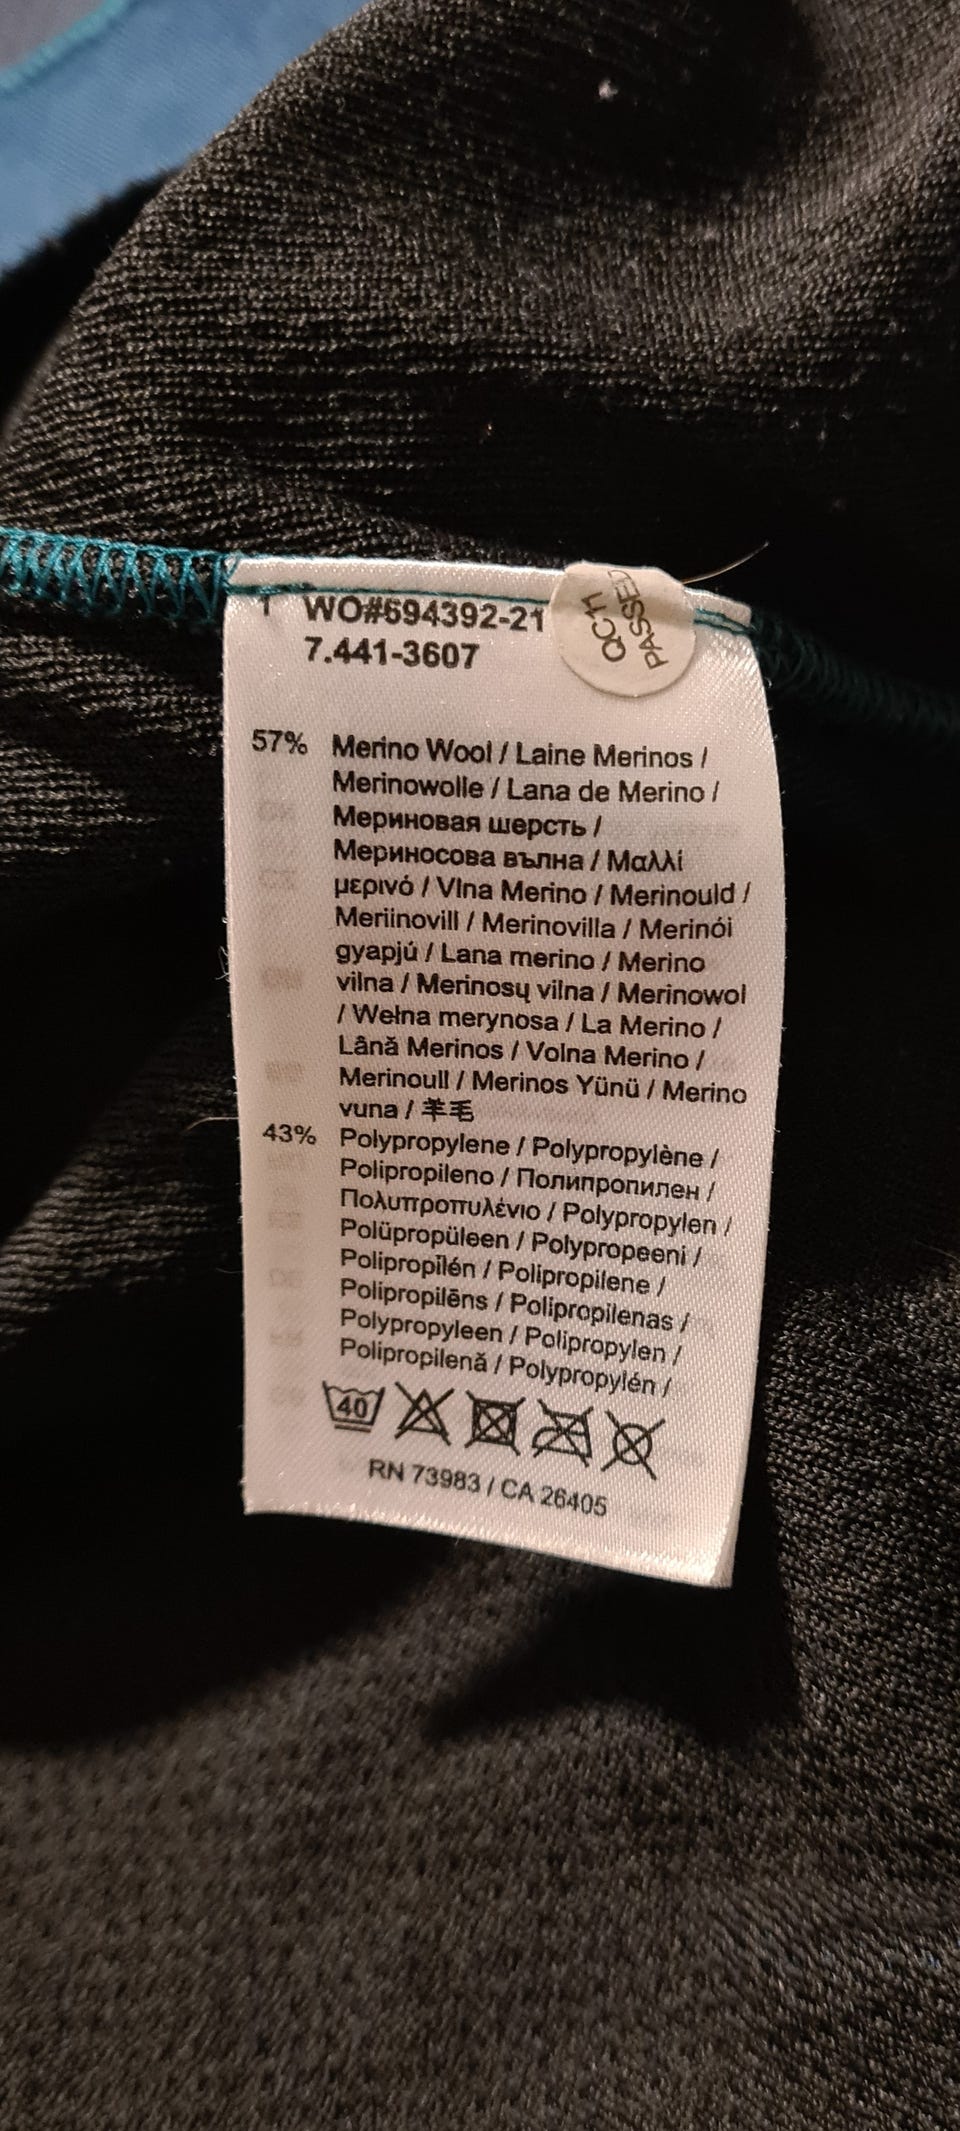 WO#694392-21
7.441-3607
QC11
PASSED
57% Merino Wool / Laine Merinos /
Merinowolle / Lana de Merino /
Мериновая шерсть /
Мериносова вълна / Μαλλί
μερινό / Vlna Merino / Merinould /
Meriinovill / Merinovilla / Merinói
gyapjú / Lana merino / Merino
vilna / Merinosų vilna / Merinowol
/ Wełna merynosa / La Merino /
Lână Merinos / Volna Merino /
Merinoull / Merinos Yünü / Merino
vuna / 羊毛
43% Polypropylene / Polypropylène /
Polipropileno / Полипропилен /
Πολυπροπυλένιο / Polypropylen /
Polüpropüleen / Polypropeeni /
Polipropilén / Polipropilene /
Polipropilēns / Polipropilenas /
Polypropyleen / Polipropylen /
Polipropilenă / Polypropylén /
40
RN 73983 / CA 26405